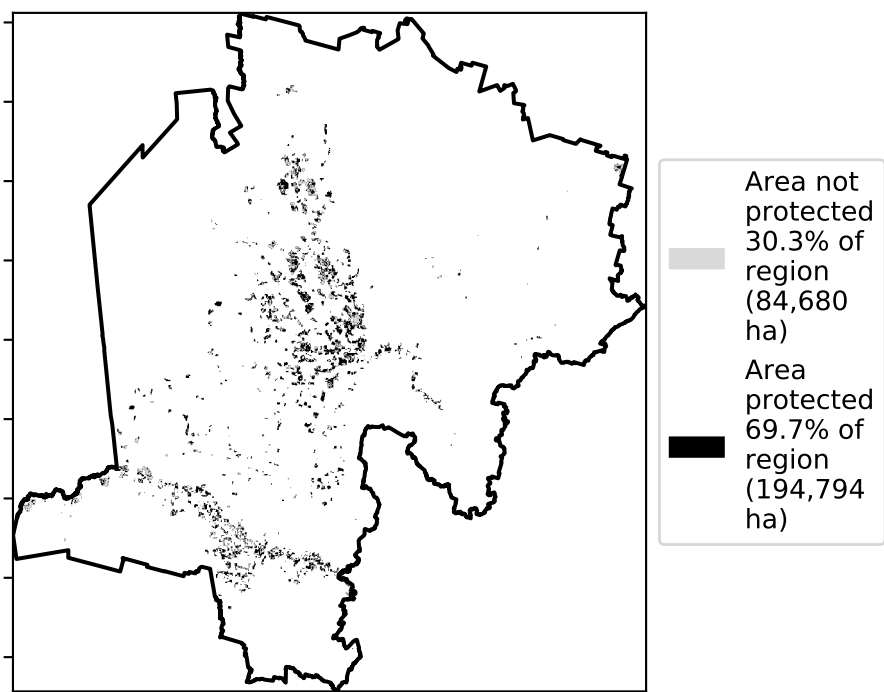 Area not
protected
30.3% of
region
(84,680
ha)
Area
protected
69.7% of
region
(194,794
ha)